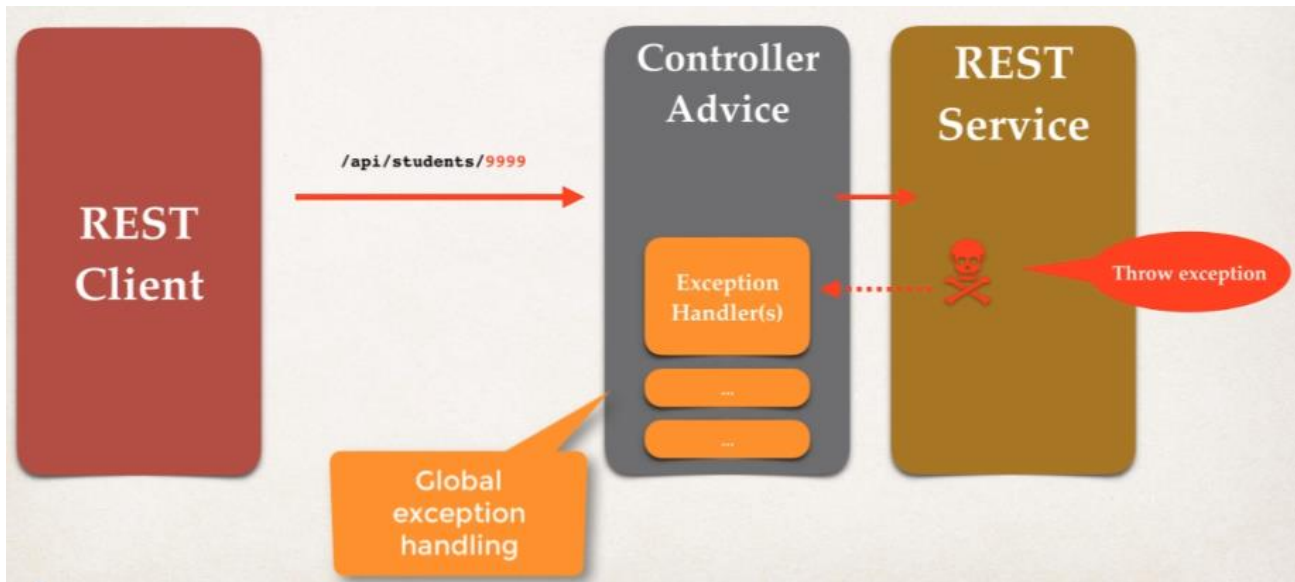 REST
Client
/api/students/9999
Controller
Advice
Exception
Handler(s)
...
...
Global
exception
handling
REST
Service
Throw exception